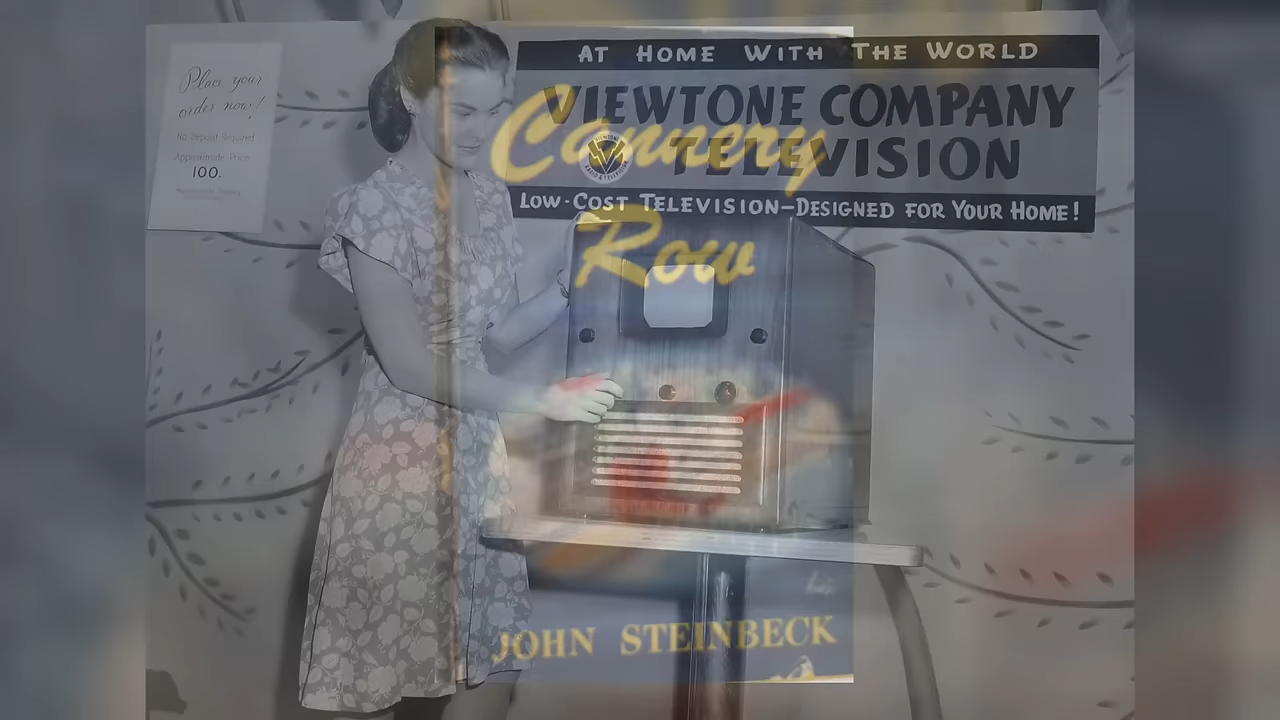 Place your
order now!
No Deposit Required
Approximate Price
100.
AT HOME WITH THE WORLD
VIEWTONE COMPANY
TELEVISION
LOW-COST TELEVISION—DESIGNED FOR YOUR HOME!
Cannery
Row
JOHN STEINBECK